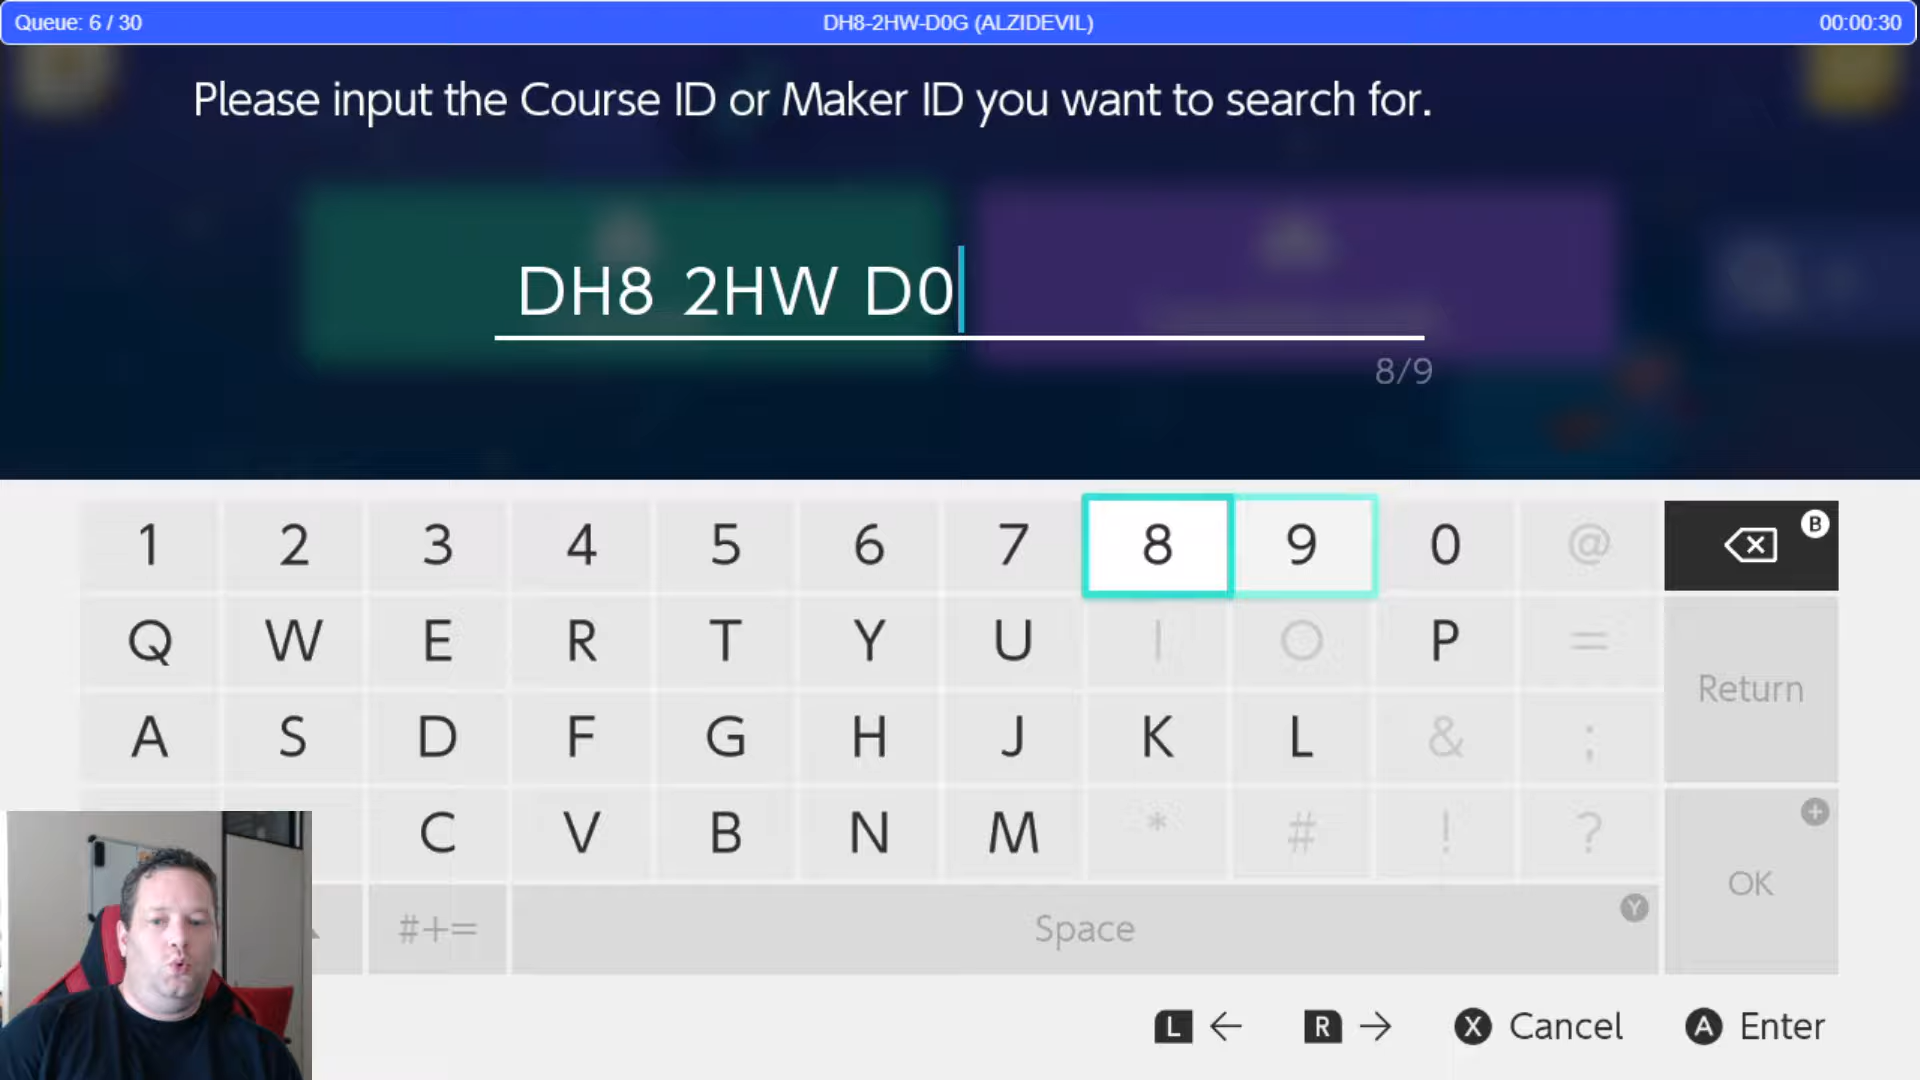 Queue: 6 / 30 DH8-2HW-D0G (ALZIDEVIL) 00:00:30
Please input the Course ID or Maker ID you want to search for.
DH8 2HW D0
8/9
1 2 3 4 5 6 7 8 9 0 @ B
Q W E R T Y U I O P =
Return
A S D F G H J K L & ;
C V B N M * # ! ? +
OK
#+= Space Y
L ← R → X Cancel A Enter